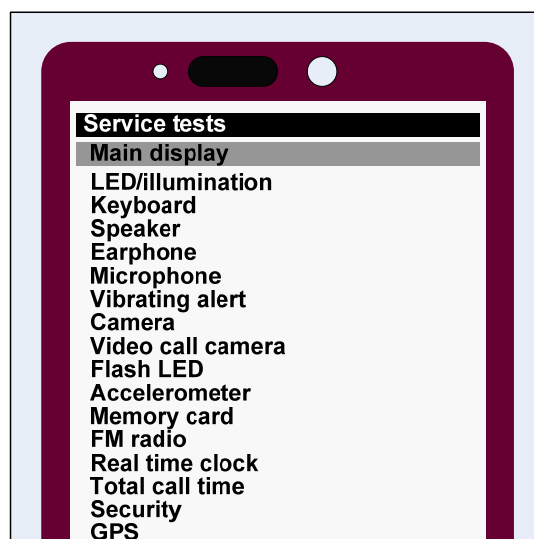 Service tests
Main display
LED/illumination
Keyboard
Speaker
Earphone
Microphone
Vibrating alert
Camera
Video call camera
Flash LED
Accelerometer
Memory card
FM radio
Real time clock
Total call time
Security
GPS